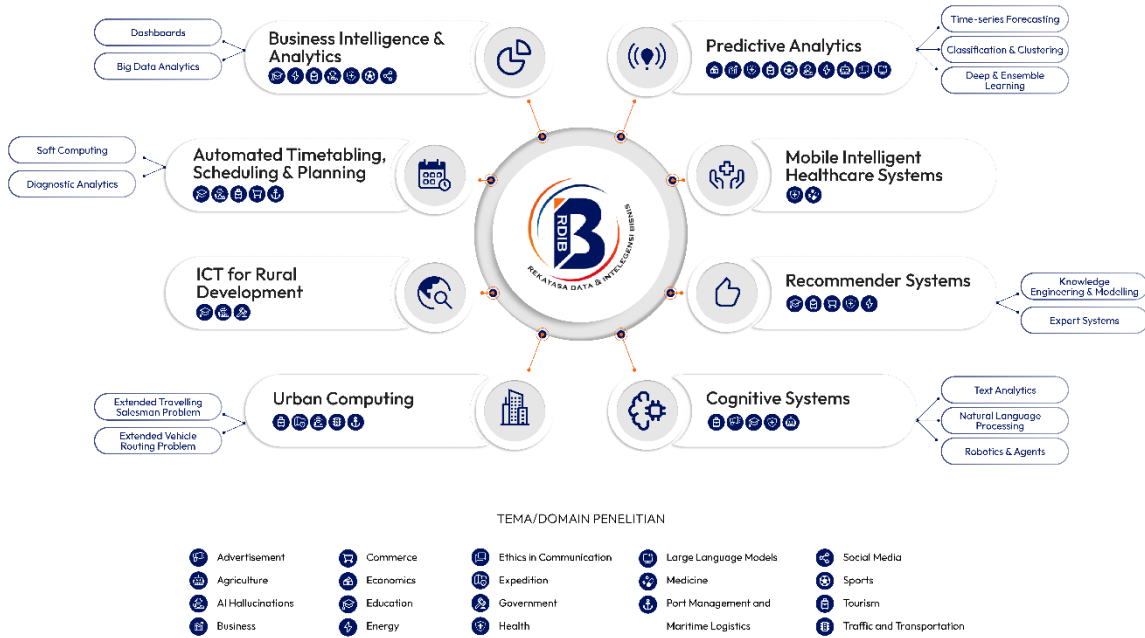 Dashboards
Big Data Analytics
Business Intelligence &
Analytics
Predictive Analytics
Time-series Forecasting
Classification & Clustering
Deep & Ensemble
Learning
Soft Computing
Diagnostic Analytics
Automated Timetabling,
Scheduling & Planning
Mobile Intelligent
Healthcare Systems
RDIB
B
REKAYASA DATA & INTELEGENSI BISNIS
ICT for Rural
Development
Recommender Systems
Knowledge
Engineering & Modelling
Expert Systems
Extended Travelling
Salesman Problem
Extended Vehicle
Routing Problem
Urban Computing
Cognitive Systems
Text Analytics
Natural Language
Processing
Robotics & Agents
TEMA/DOMAIN PENELITIAN
Advertisement
Agriculture
AI Hallucinations
Business
Commerce
Economics
Education
Energy
Ethics in Communication
Expedition
Government
Health
Large Language Models
Medicine
Port Management and
Maritime Logistics
Social Media
Sports
Tourism
Traffic and Transportation